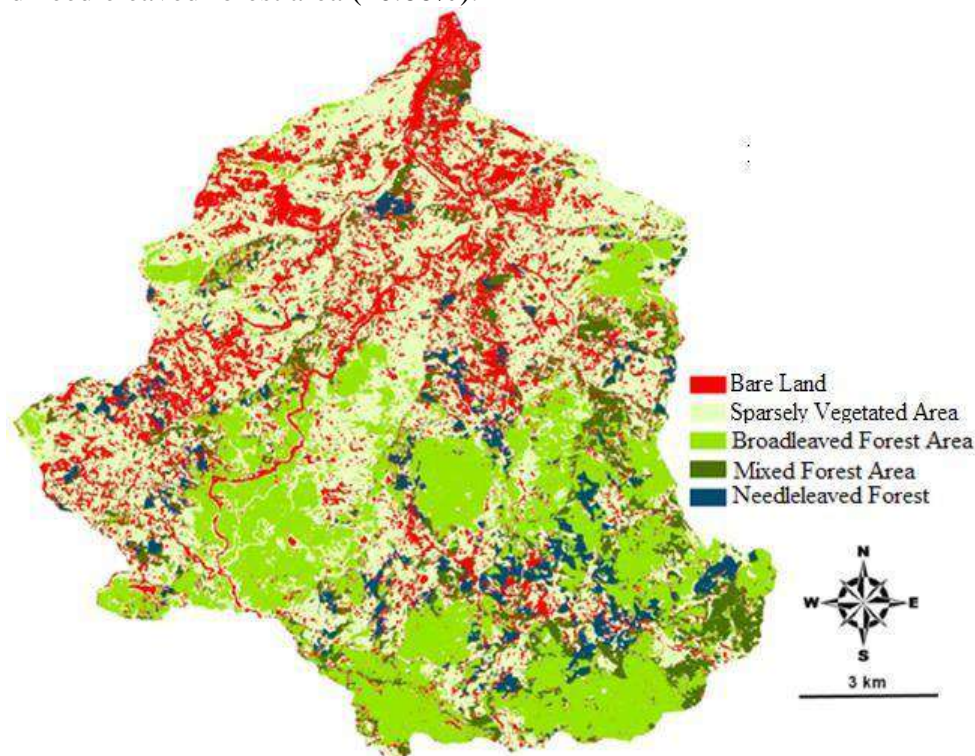 Bare Land
Sparsely Vegetated Area
Broadleaved Forest Area
Mixed Forest Area
Needleleaved Forest
N
W E
S
3 km